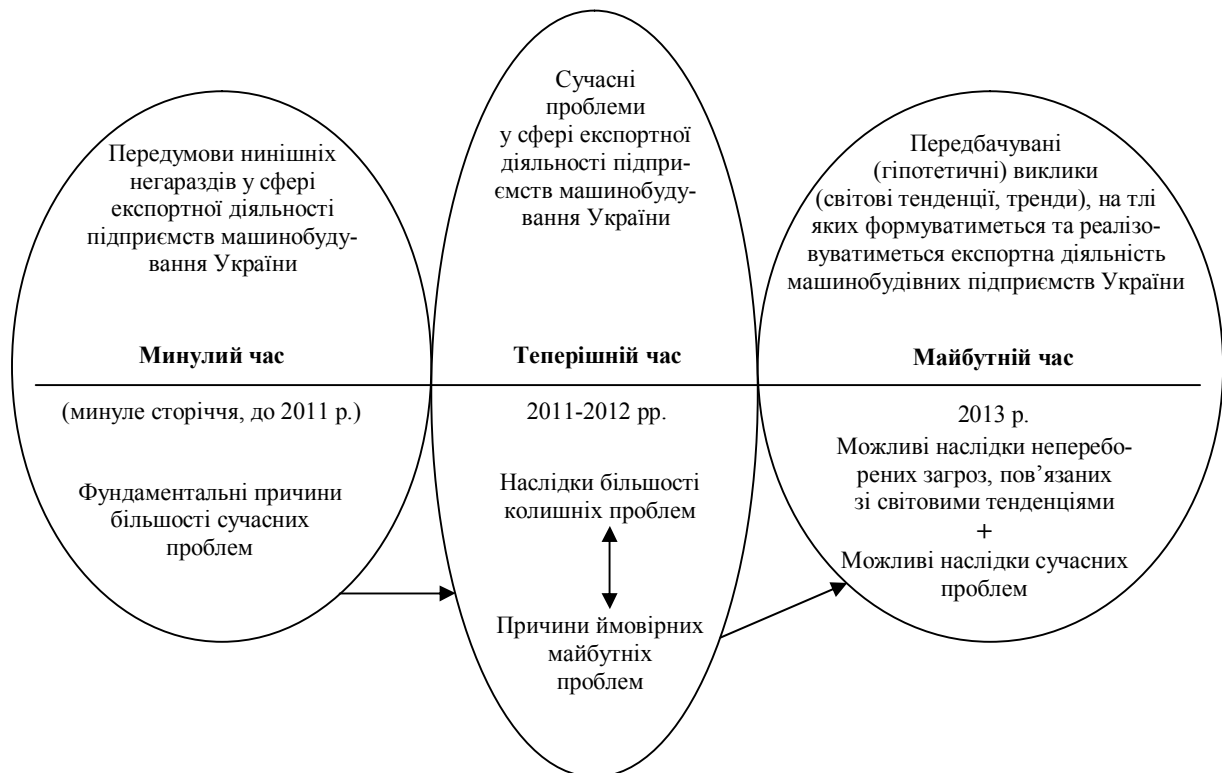 Передумови нинішніх
негараздів у сфері
експортної діяльності
підприємств машинобуду-
вання України
Минулий час
(минуле сторіччя, до 2011 р.)
Фундаментальні причини
більшості сучасних
проблем
Сучасні
проблеми
у сфері експортної
діяльності підпри-
ємств машинобуду-
вання України
Теперішній час
2011-2012 рр.
Наслідки більшості
колишніх проблем
Причини ймовірних
майбутніх
проблем
Передбачувані
(гіпотетичні) виклики
(світові тенденції, тренди), на тлі
яких формуватиметься та реалізо-
вуватиметься експортна діяльність
машинобудівних підприємств України
Майбутній час
2013 р.
Можливі наслідки неперебо-
рених загроз, пов’язаних
зі світовими тенденціями
+
Можливі наслідки сучасних
проблем